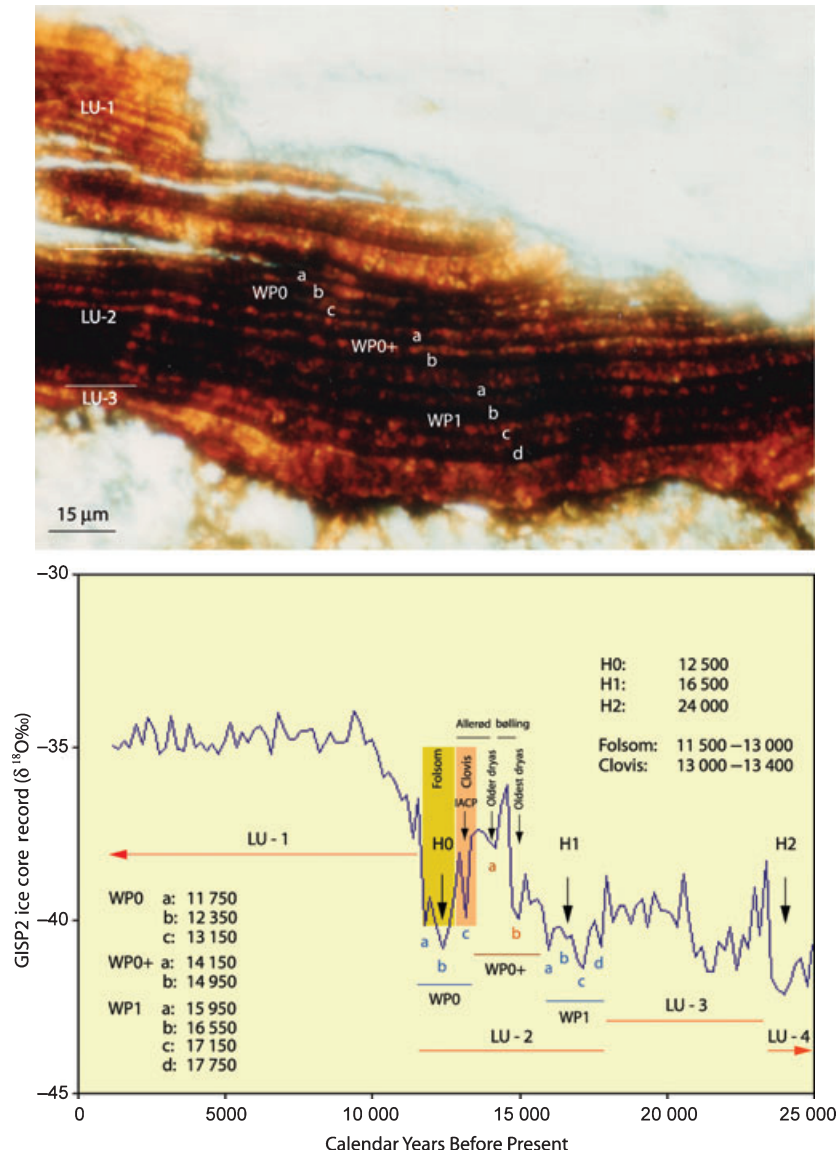 LU-1
a
WP0
b
c
LU-2
a
WP0+
b
LU-3
a
b
WP1
c
d
15 µm
−30
−35
−40
−45
GISP2 ice core record (δ ¹⁸O‰)
H0: 12 500
H1: 16 500
H2: 24 000
Folsom: 11 500 −13 000
Clovis: 13 000 −13 400
Allerød
bølling
Folsom
Clovis
IACP
Older dryas
Oldest dryas
H0
H1
H2
LU - 1
WP0 a: 11 750
b: 12 350
c: 13 150
WP0+ a: 14 150
b: 14 950
WP1 a: 15 950
b: 16 550
c: 17 150
d: 17 750
a
b
c
WP0
a
b
WP0+
a
b
c
d
WP1
LU - 2
LU - 3
LU - 4
0 5000 10 000 15 000 20 000 25 000
Calendar Years Before Present